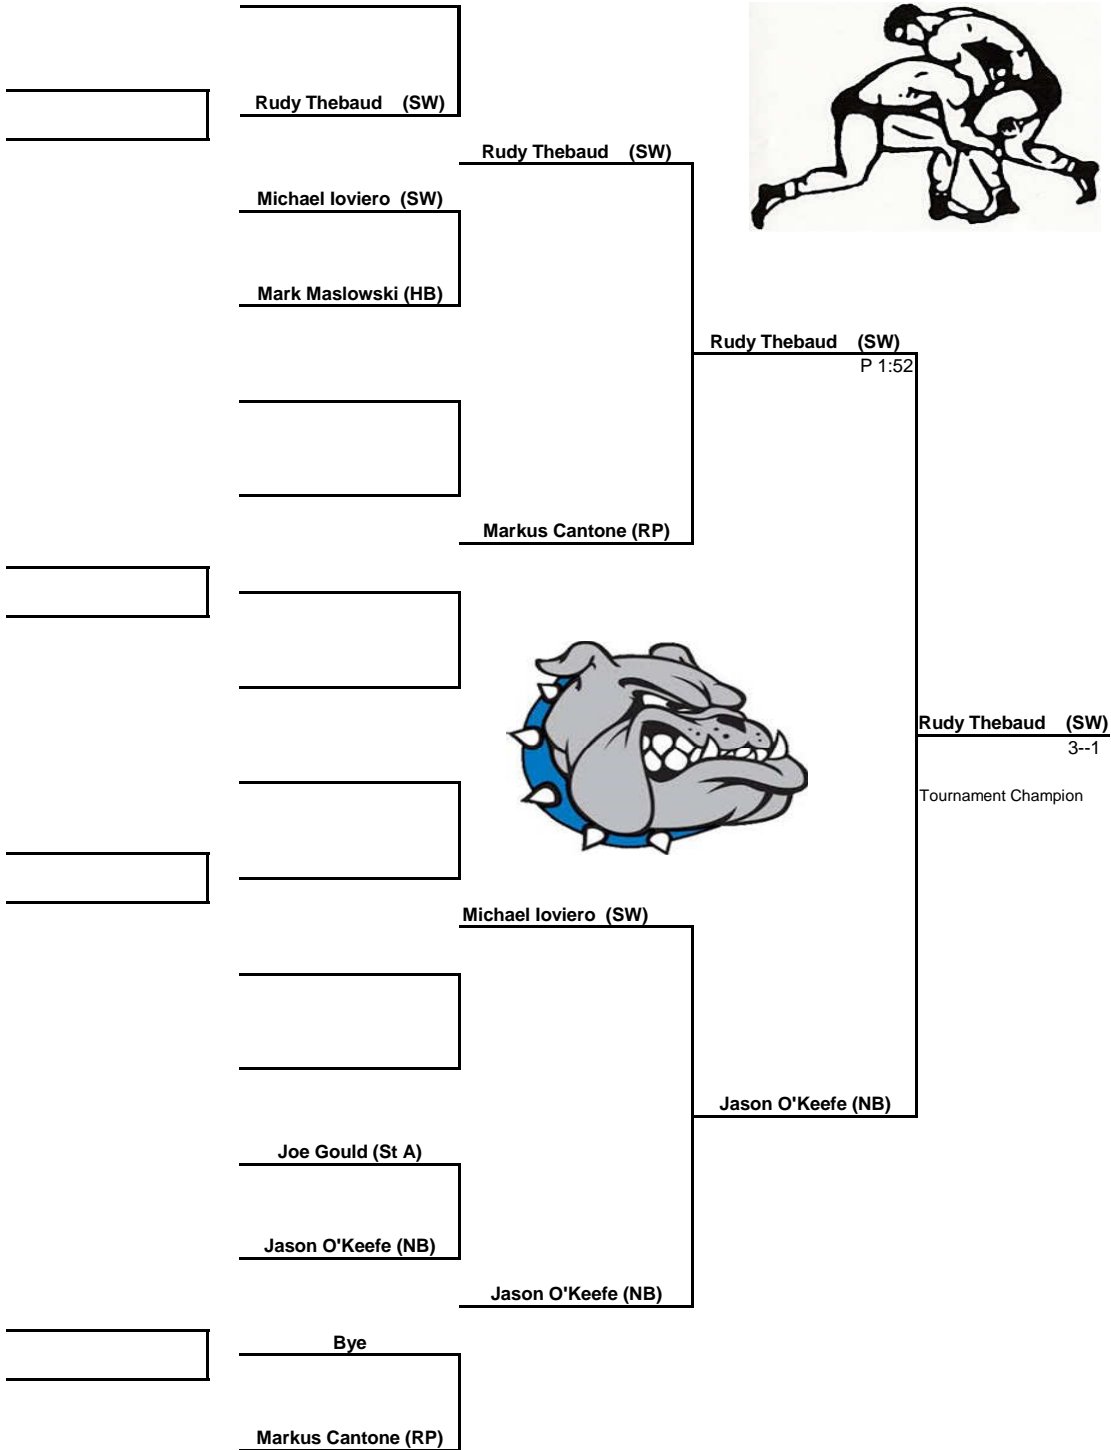 Rudy Thebaud (SW)
Rudy Thebaud (SW)
Michael Ioviero (SW)
Mark Maslowski (HB)
Rudy Thebaud (SW)
P 1:52
Markus Cantone (RP)
Rudy Thebaud (SW)
3--1
Tournament Champion
Michael Ioviero (SW)
Jason O'Keefe (NB)
Joe Gould (St A)
Jason O'Keefe (NB)
Jason O'Keefe (NB)
Bye
Markus Cantone (RP)